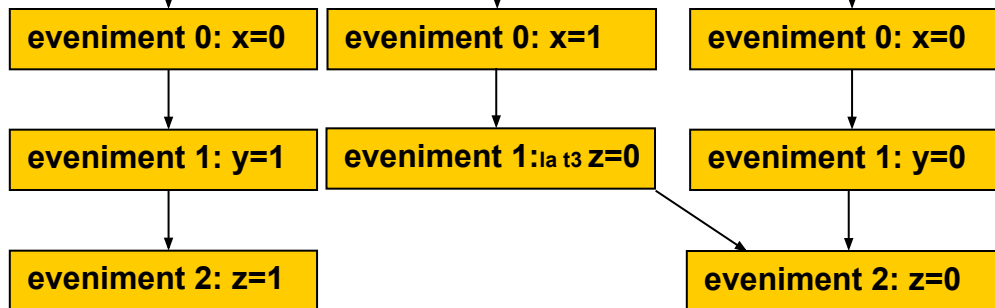 eveniment 0: x=0
eveniment 0: x=1
eveniment 0: x=0
eveniment 1: y=1
eveniment 1:la t3 z=0
eveniment 1: y=0
eveniment 2: z=1
eveniment 2: z=0